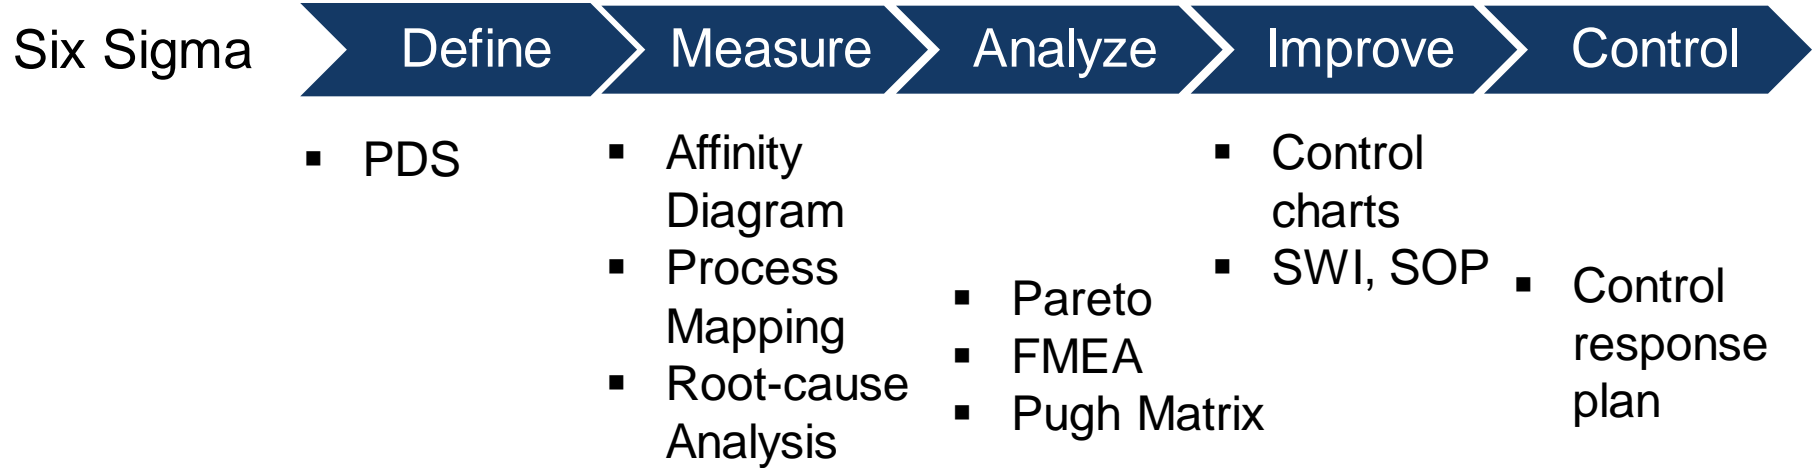 Six Sigma
Define
Measure
Analyze
Improve
Control
▪ PDS
▪ Affinity
Diagram
▪ Process
Mapping
▪ Root-cause
Analysis
▪ Pareto
▪ FMEA
▪ Pugh Matrix
▪ Control
charts
▪ SWI, SOP
▪ Control
response
plan